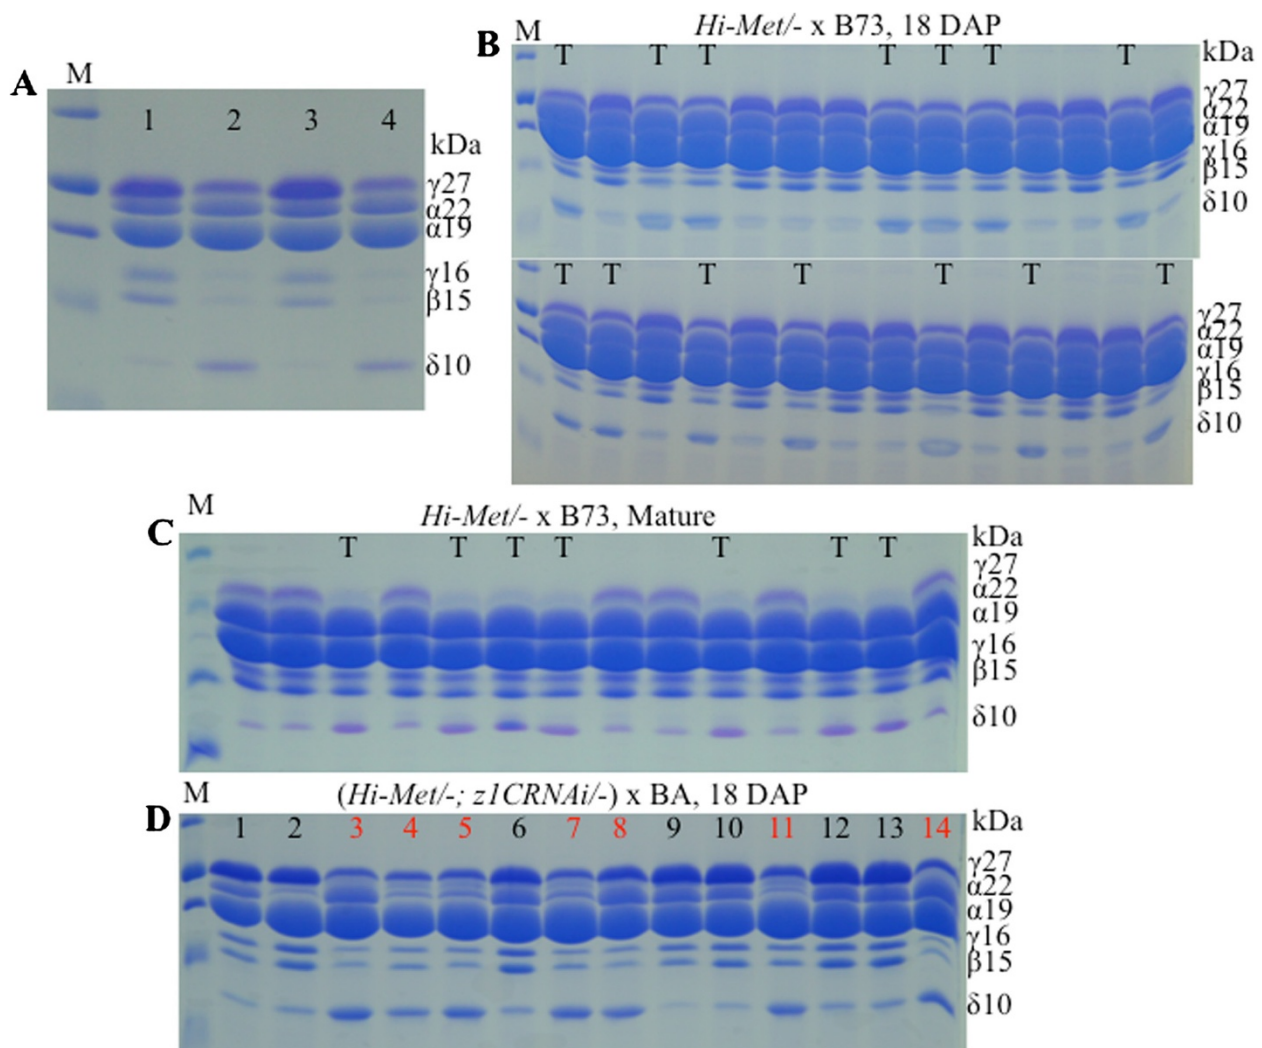 A
M
1 2 3 4
kDa
γ27
α22
α19
γ16
β15
δ10
B
M
Hi-Met/- x B73, 18 DAP
T T T T T T T
kDa
γ27
α22
α19
γ16
β15
δ10
T T T T T T T
γ27
α22
α19
γ16
β15
δ10
C
M
Hi-Met/- x B73, Mature
T T T T T T T
kDa
γ27
α22
α19
γ16
β15
δ10
D
M
(Hi-Met/-; z1CRNAi/-) x BA, 18 DAP
1 2 3 4 5 6 7 8 9 10 11 12 13 14
kDa
γ27
α22
α19
γ16
β15
δ10